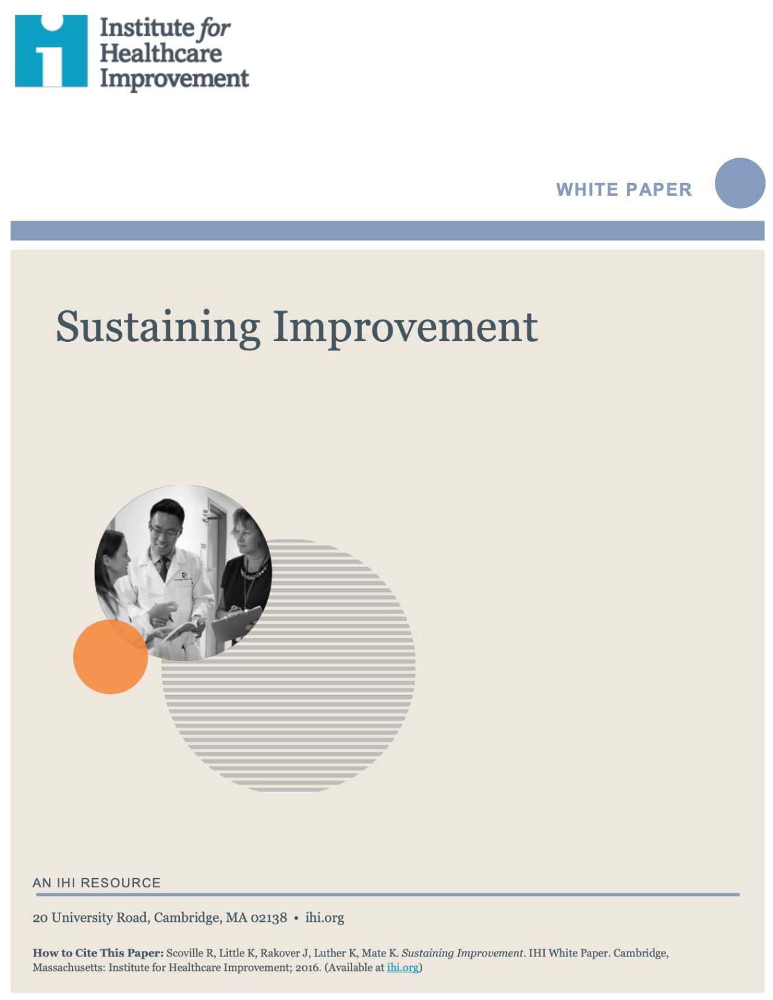 Institute for
Healthcare
Improvement
WHITE PAPER
Sustaining Improvement
AN IHI RESOURCE
20 University Road, Cambridge, MA 02138 • ihi.org
How to Cite This Paper: Scoville R, Little K, Rakover J, Luther K, Mate K. Sustaining Improvement. IHI White Paper. Cambridge,
Massachusetts: Institute for Healthcare Improvement; 2016. (Available at ihi.org)